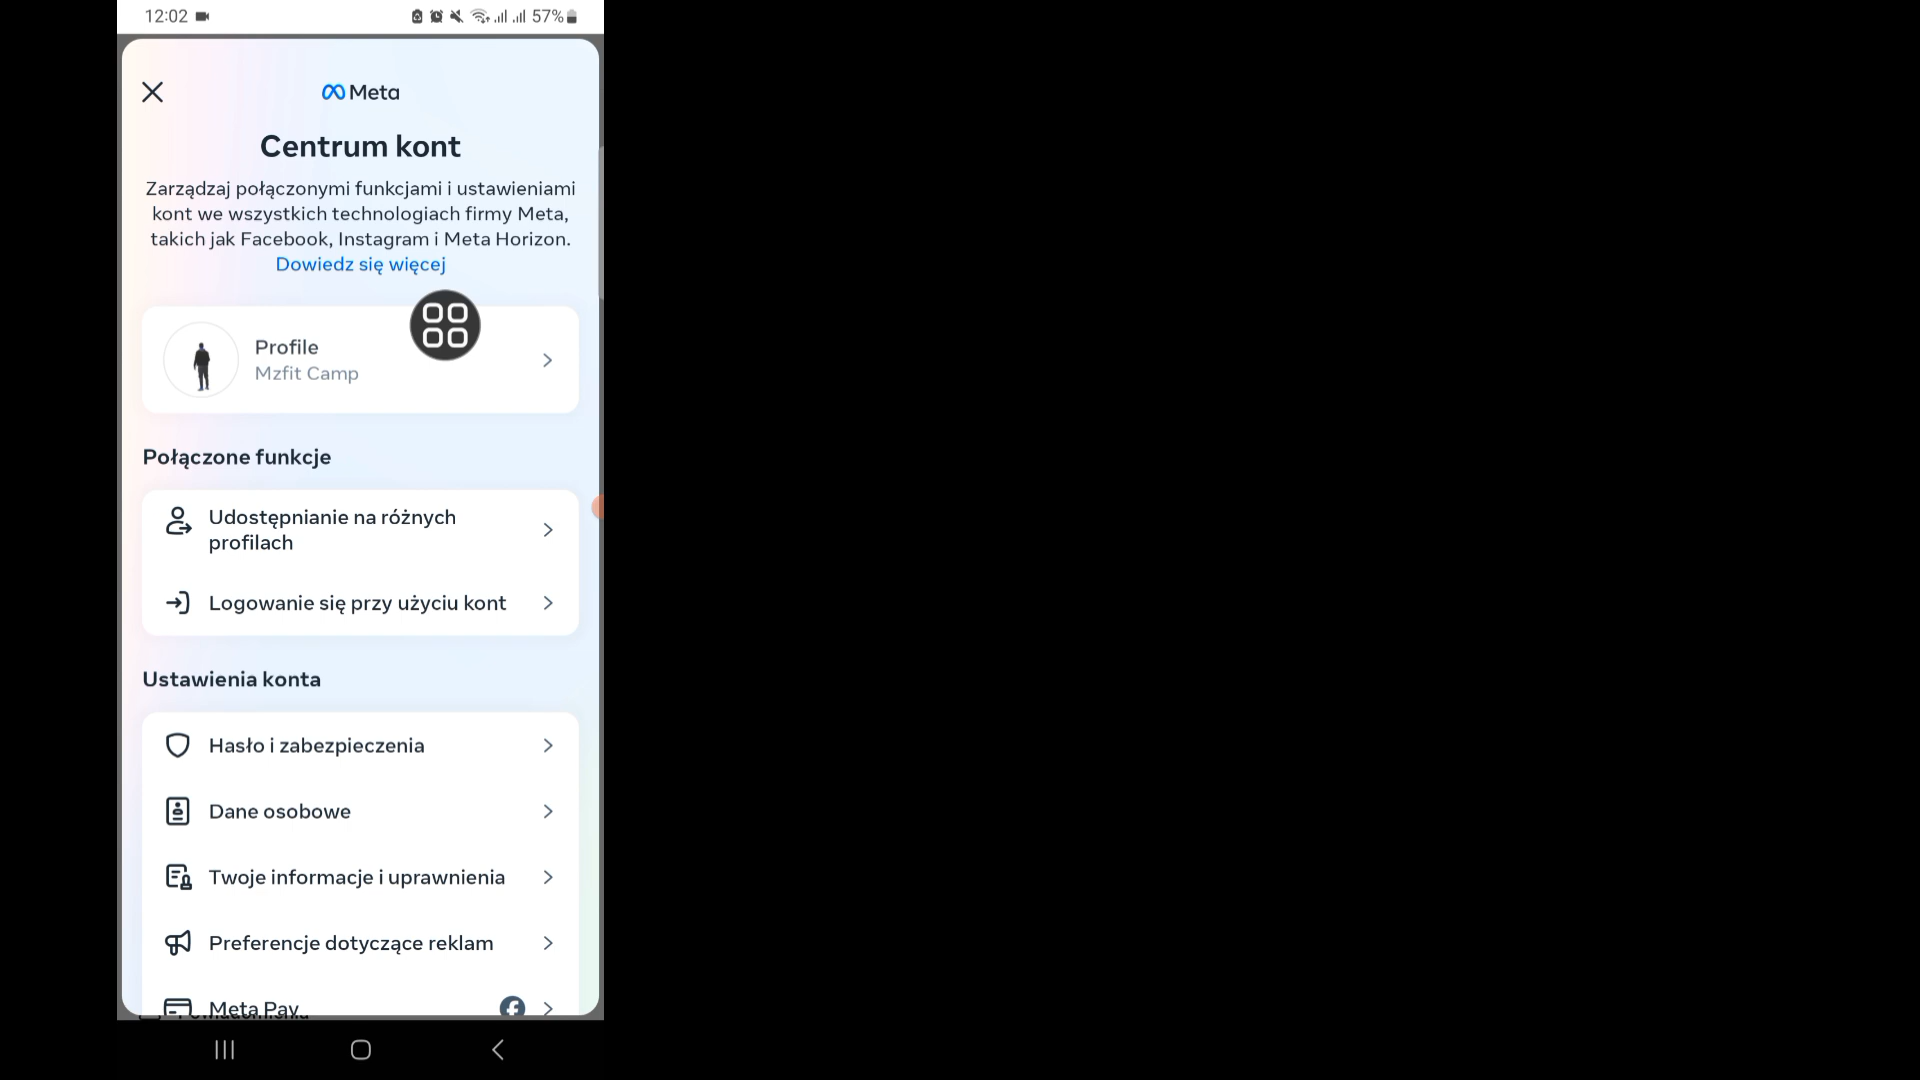 12:02
57%
Meta
Centrum kont
Zarządzaj połączonymi funkcjami i ustawieniami
kont we wszystkich technologiach firmy Meta,
takich jak Facebook, Instagram i Meta Horizon.
Dowiedz się więcej
Profile
Mzfit Camp
Połączone funkcje
Udostępnianie na różnych
profilach
Logowanie się przy użyciu kont
Ustawienia konta
Hasło i zabezpieczenia
Dane osobowe
Twoje informacje i uprawnienia
Preferencje dotyczące reklam
Meta Pay